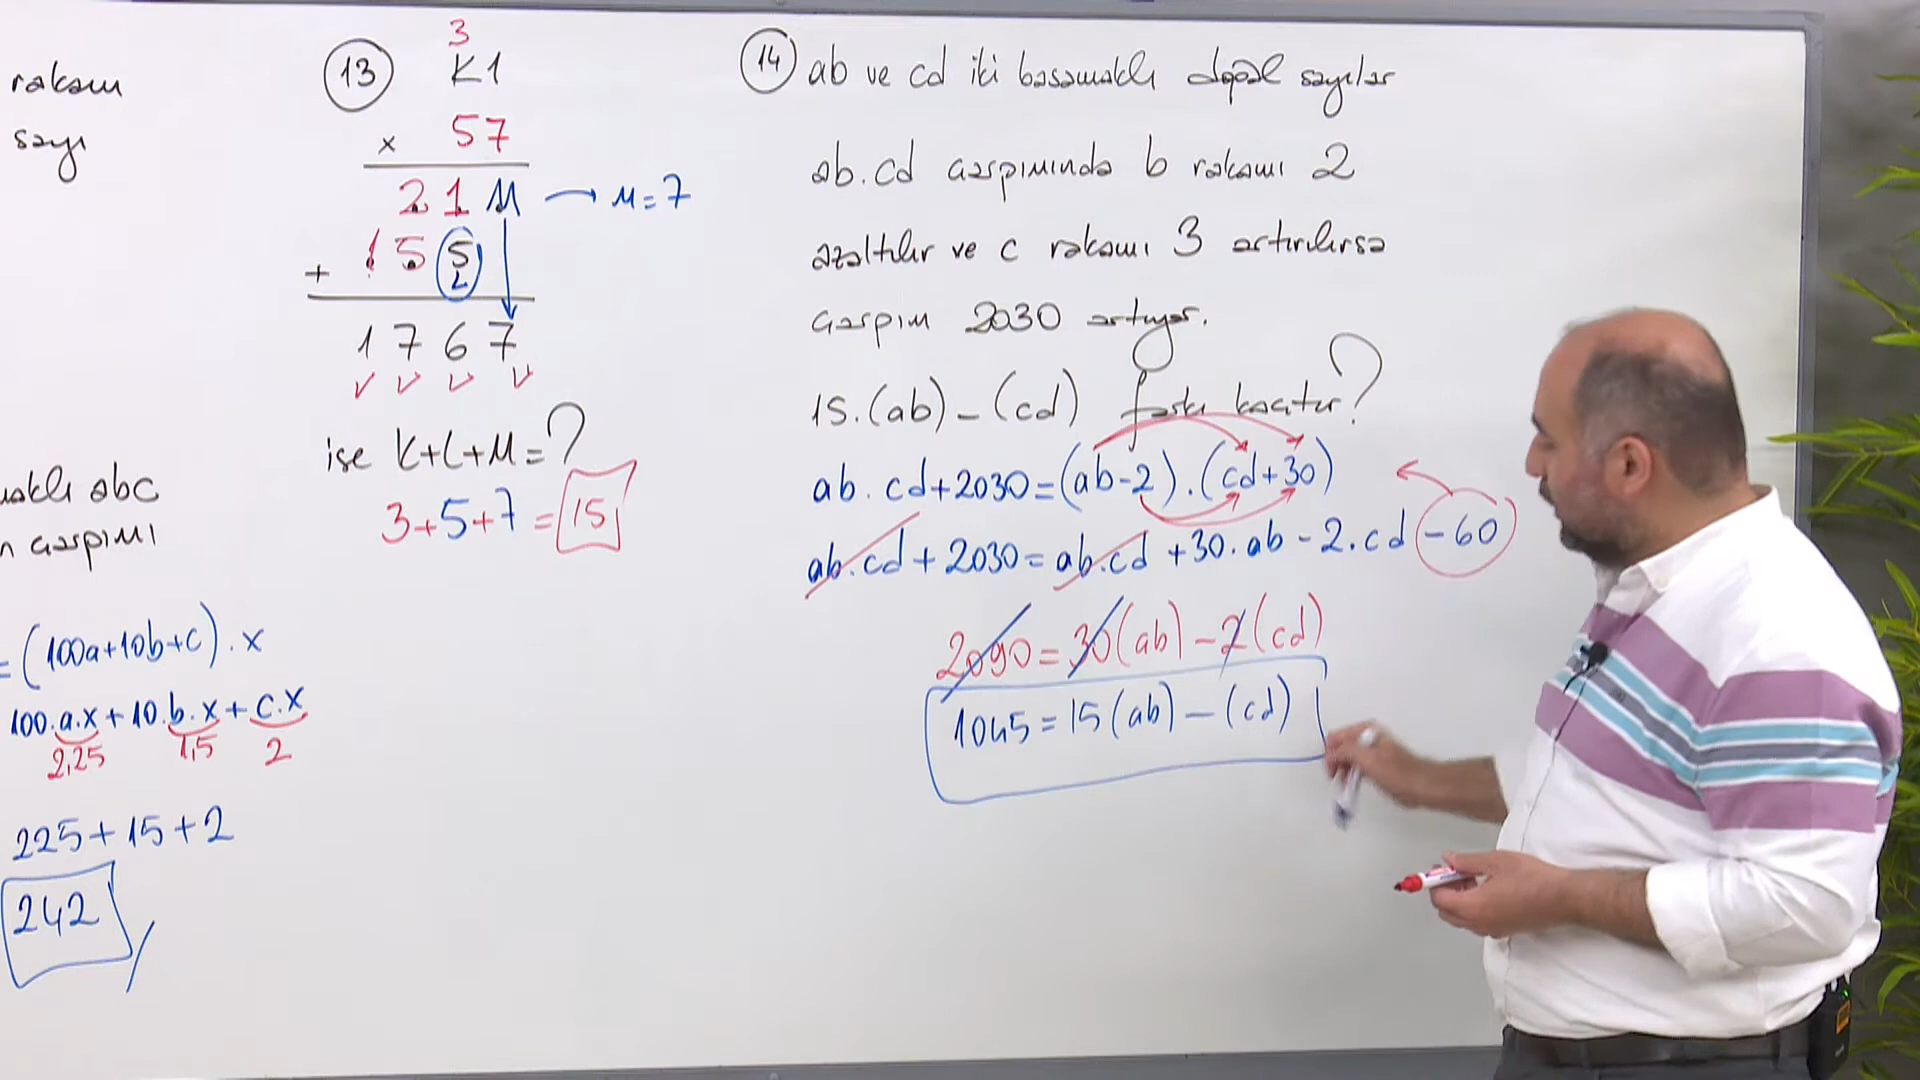 rakam
sayı
abc
n çarpımı
= (100a+10b+c) . x
100.a.x + 10.b.x + c.x
2,25 1,5 2
225 + 15 + 2
242
13
3
K1
x 57
21M → M=7
+ 155
L
1767
ise K+L+M = ?
3+5+7 = 15
14 ab ve cd iki basamaklı doğal sayılar
ab.cd çarpımında b rakamı 2
azaltılır ve c rakamı 3 artırılırsa
çarpım 2030 artıyor.
15.(ab) - (cd) farkı kaçtır?
ab.cd+2030=(ab-2).(cd+30)
ab.cd + 2030 = ab.cd + 30.ab - 2.cd - 60
2090 = 30(ab) - 2(cd)
1045 = 15(ab) - (cd)